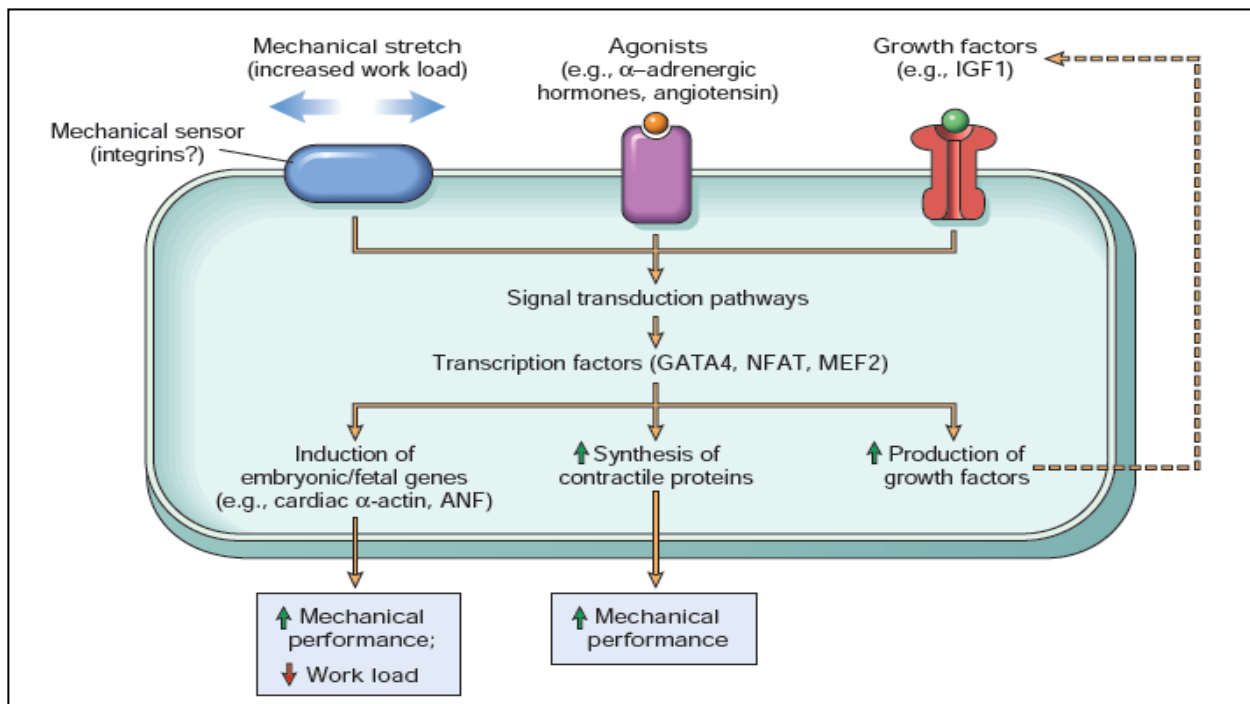 Mechanical stretch
(increased work load)
Agonists
(e.g., α–adrenergic
hormones, angiotensin)
Growth factors
(e.g., IGF1)
Mechanical sensor
(integrins?)
Signal transduction pathways
Transcription factors (GATA4, NFAT, MEF2)
Induction of
embryonic/fetal genes
(e.g., cardiac α-actin, ANF)
Synthesis of
contractile proteins
Production of
growth factors
Mechanical
performance;
Work load
Mechanical
performance